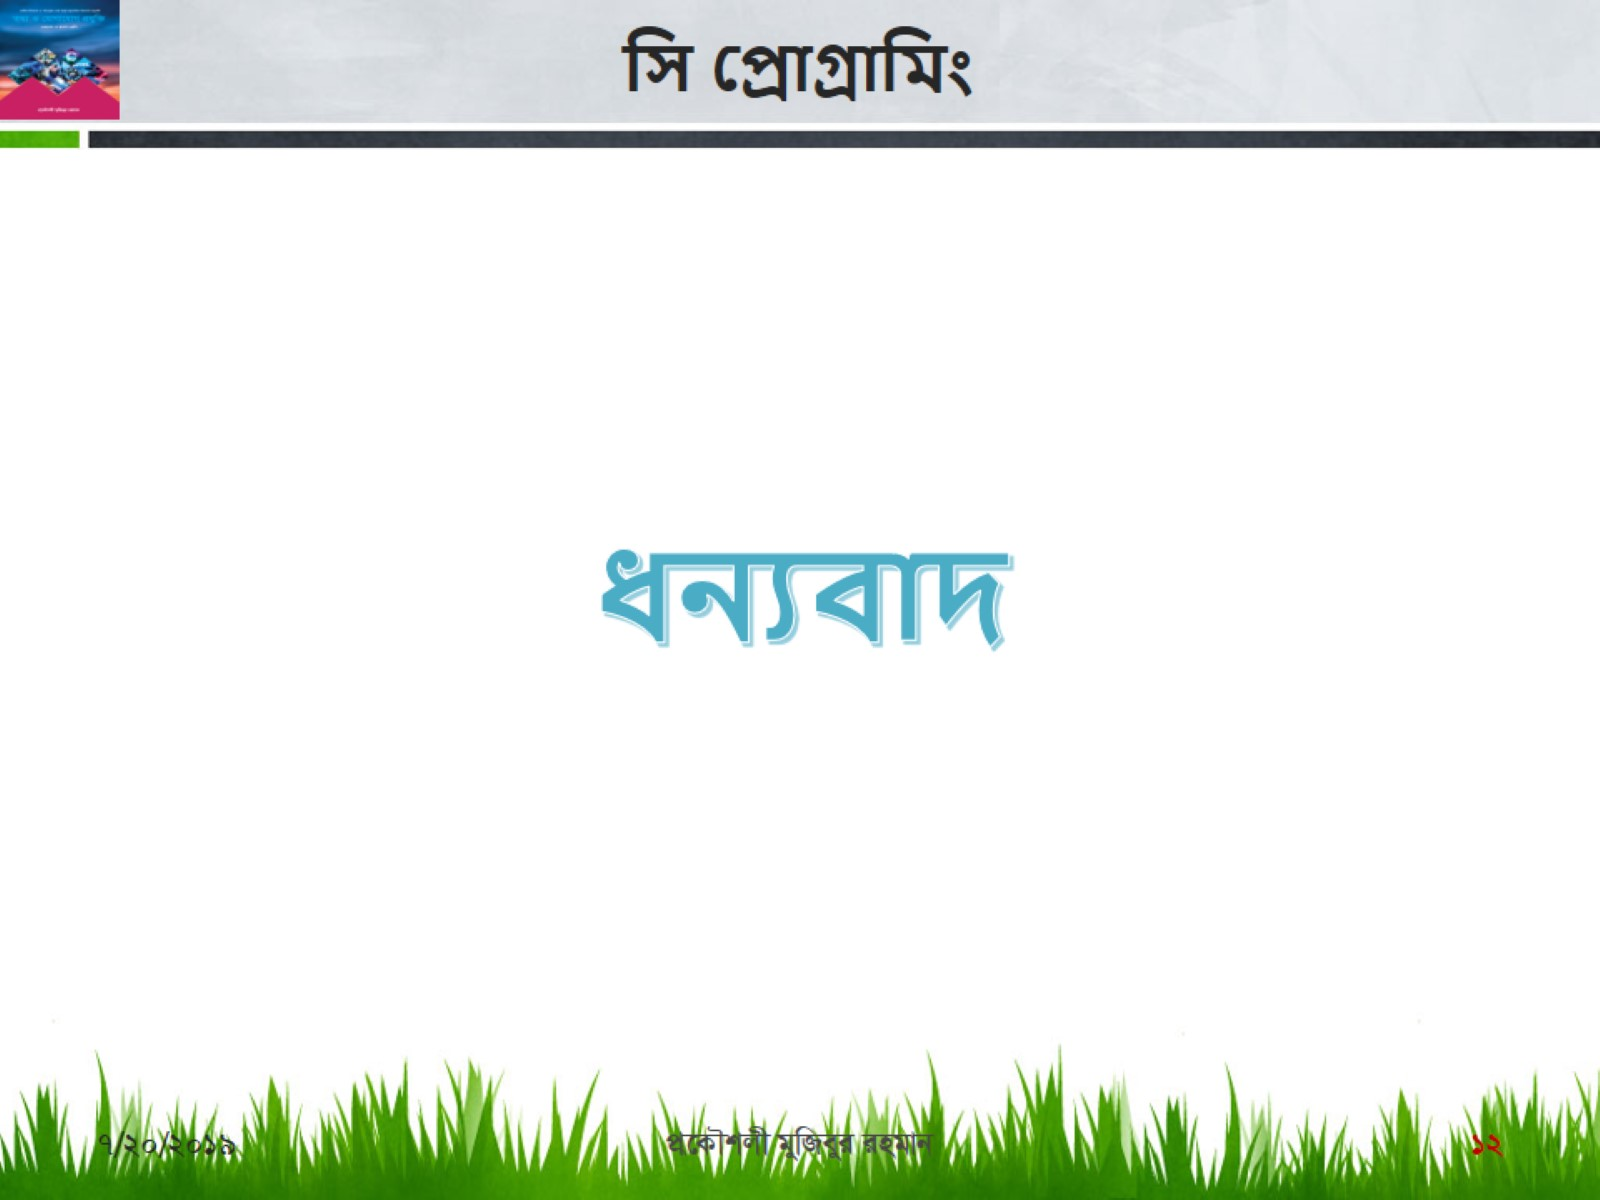 সি প্রোগ্রামিং
ধন্যবাদ
৭/২০/২০১৯
প্রকৌশলী মুজিবুর রহমান
১২